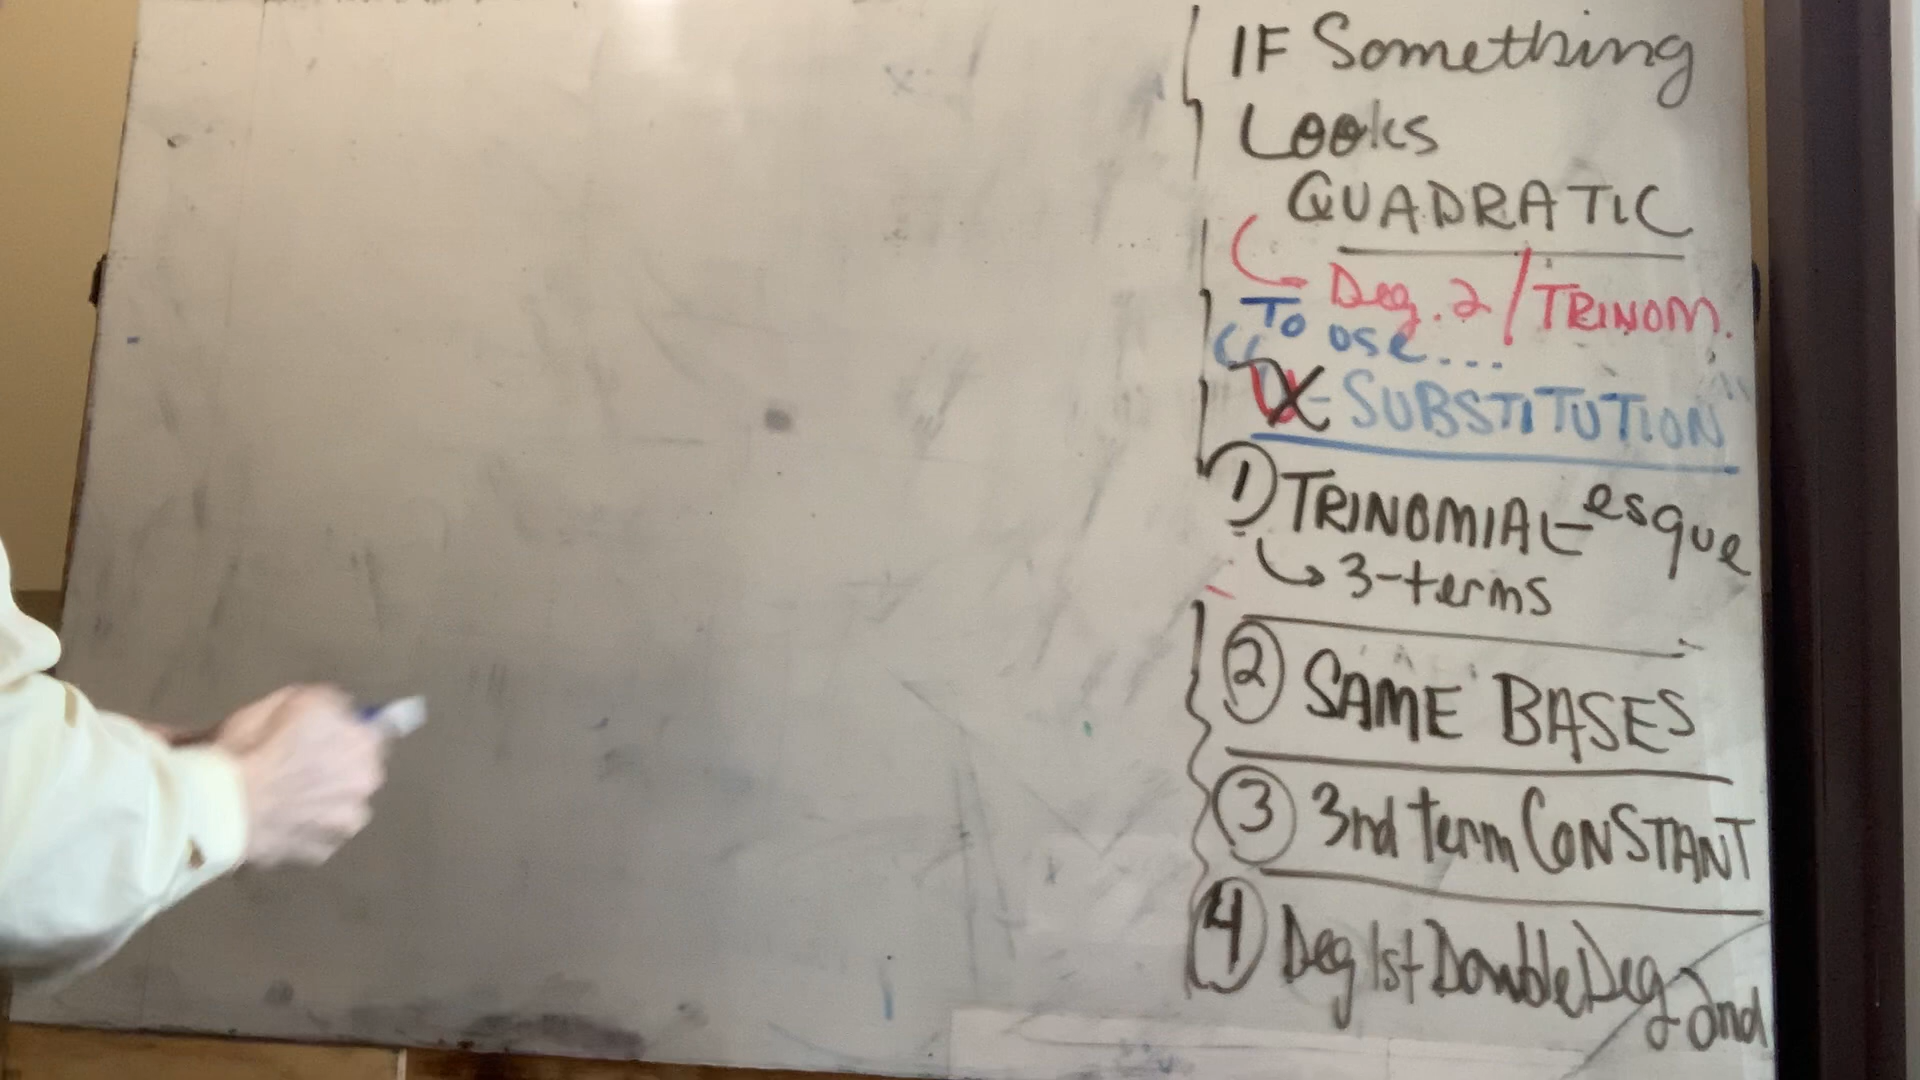 IF Something
Looks
QUADRATIC
Deg. 2 / TRINOM.
To use...
X-SUBSTITUTION
1) TRINOMIAL-esque
3-terms
2 SAME BASES
3 3rd term CONSTANT
4 Deg 1st Double Deg 2nd